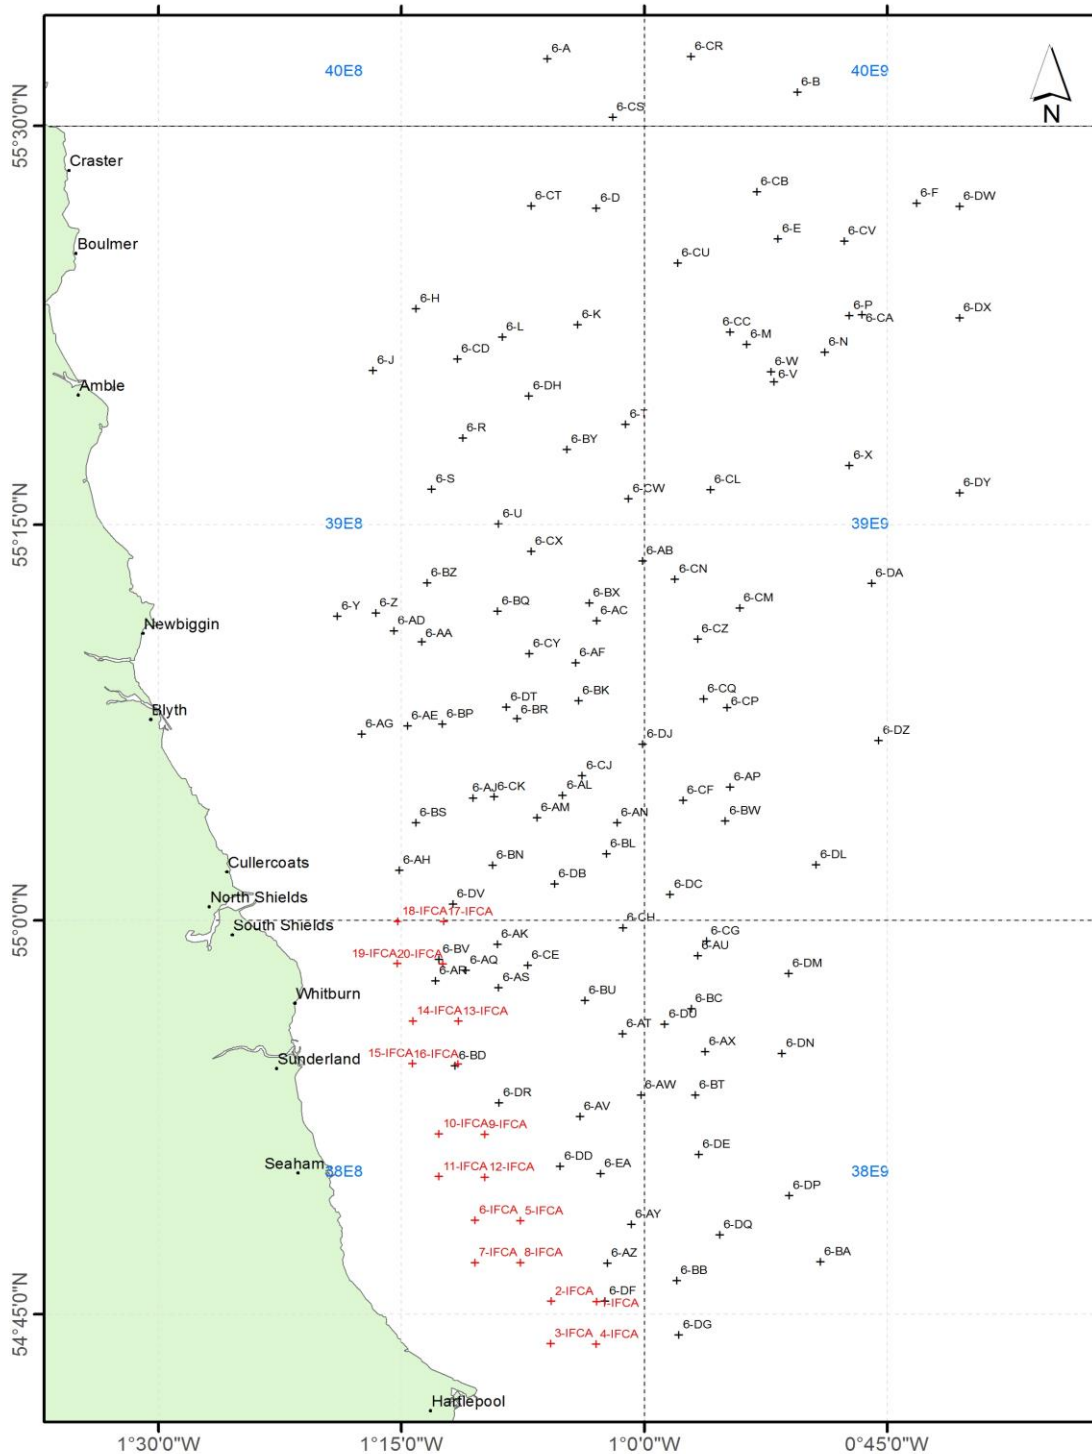 6-A
6-CR
40E8
40E9
6-B
N
6-CS
55°30'0"N
Craster
6-CB
6-CT
6-D
6-F
6-DW
Boulmer
6-E
6-CV
6-CU
6-H
6-K
6-P
6-CA
6-DX
6-L
6-CC
6-M
6-N
6-CD
6-J
6-W
6-V
Amble
6-DH
6-T
6-R
6-BY
6-X
6-S
6-CW
6-CL
6-DY
55°15'0"N
39E8
6-U
39E9
6-CX
6-AB
6-CN
6-DA
6-BZ
6-Y
6-Z
6-BQ
6-BX
6-AC
6-CM
Newbiggin
6-AD
6-AA
6-CZ
6-CY
6-AF
Blyth
6-DT
6-BR
6-BK
6-CQ
6-CP
6-AG
6-AE
6-BP
6-DJ
6-DZ
6-CJ
6-AJ
6-CK
6-AL
6-CF
6-AP
6-BS
6-AM
6-AN
6-BW
Cullercoats
6-AH
6-BN
6-BL
6-DL
6-DB
6-DC
North Shields
6-DV
55°0'0"N
18-IFCA
17-IFCA
6-CH
South Shields
6-AK
6-CG
6-AU
19-IFCA
20-IFCA
6-BV
6-AQ
6-CE
6-AR
6-AS
6-DM
Whitburn
6-BU
6-BC
14-IFCA
13-IFCA
6-AT
6-DU
Sunderland
15-IFCA
16-IFCA
6-BD
6-AX
6-DN
6-DR
6-AV
6-AW
6-BT
10-IFCA
9-IFCA
Seaham
38E8
11-IFCA
12-IFCA
6-DD
6-EA
6-DE
38E9
6-DP
6-IFCA
5-IFCA
6-AY
6-DQ
7-IFCA
8-IFCA
6-AZ
6-BB
6-BA
2-IFCA
6-DF
-IFCA
54°45'0"N
3-IFCA
4-IFCA
6-DG
Hartlepool
1°30'0"W
1°15'0"W
1°0'0"W
0°45'0"W